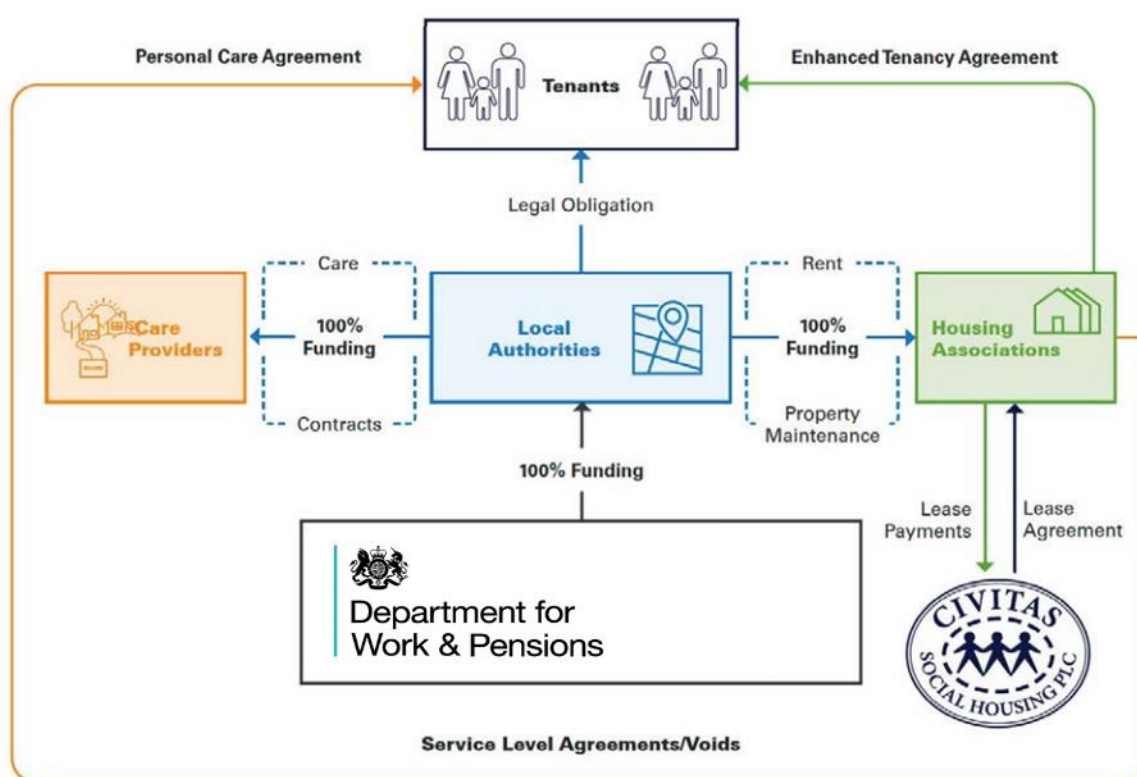 Personal Care Agreement
Enhanced Tenancy Agreement
Tenants
Legal Obligation
Care
Rent
Care
Providers
100%
Funding
Local
Authorities
100%
Funding
Housing
Associations
Contracts
Property
Maintenance
100% Funding
Lease
Payments
Lease
Agreement
Department for
Work & Pensions
CIVITAS
SOCIAL HOUSING PLC
Service Level Agreements/Voids